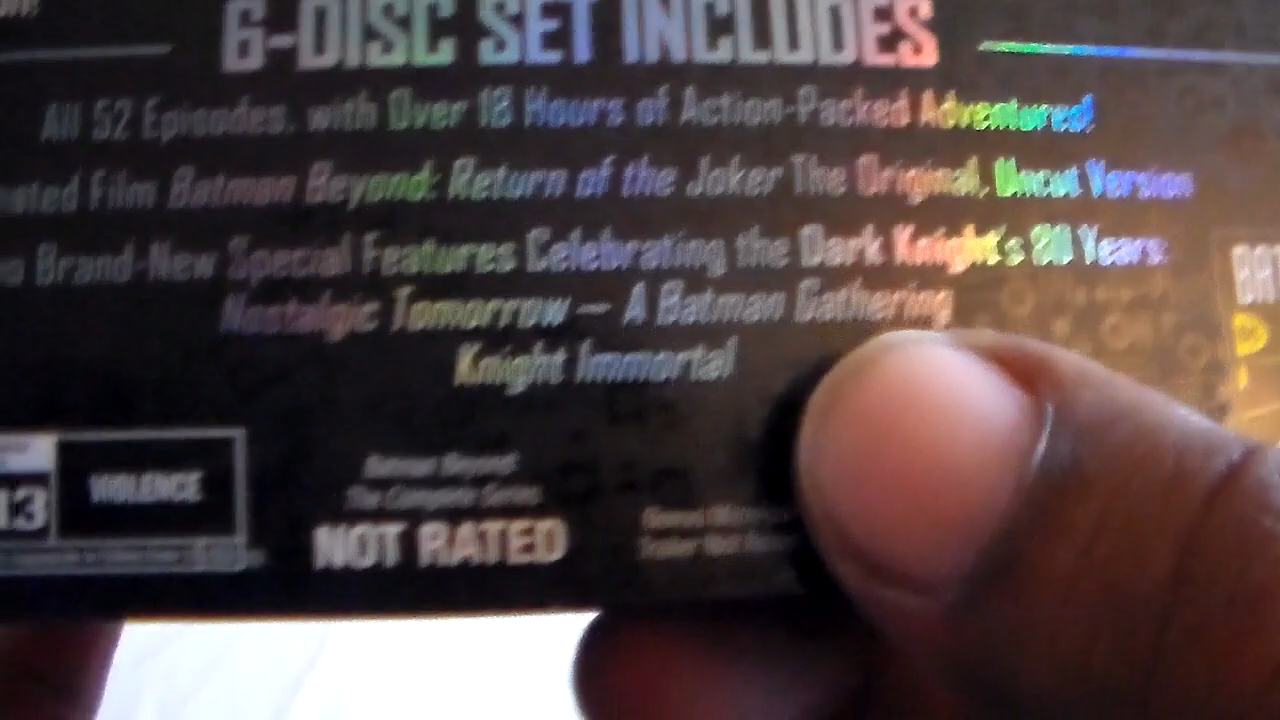 6-DISC SET INCLUDES
All 52 Episodes, with Over 18 Hours of Action-Packed Adventures!
Film Batman Beyond: Return of the Joker The Original, Uncut Version
Brand-New Special Features Celebrating the Dark Knight's 80 Years:
Nostalgic Tomorrow – A Batman Gathering
Knight Immortal
BAT
13
VIOLENCE
Batman Beyond:
The Complete Series
NOT RATED